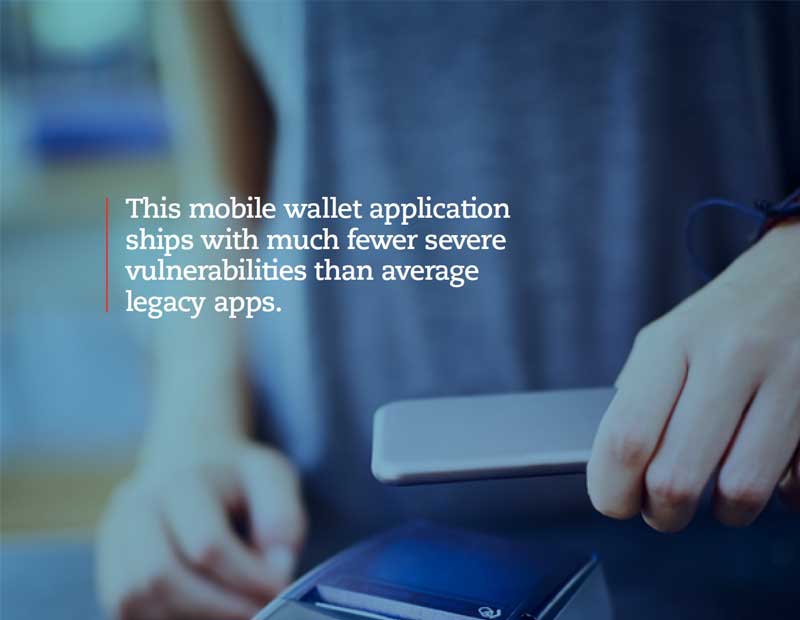 This mobile wallet application
ships with much fewer severe
vulnerabilities than average
legacy apps.